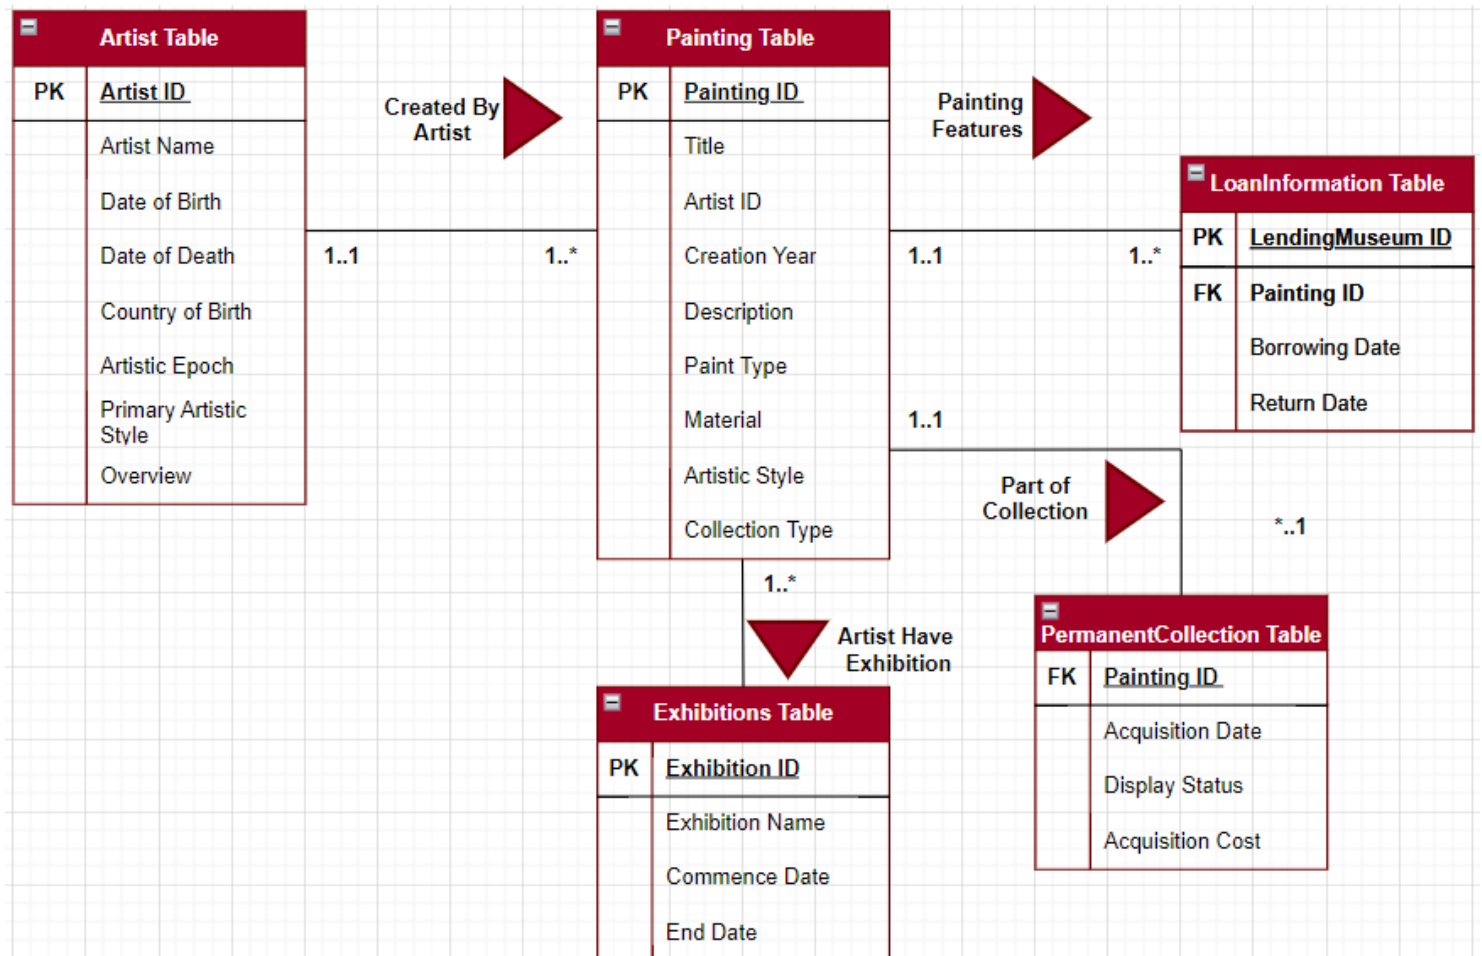 Artist Table
PK Artist ID
Artist Name
Date of Birth
Date of Death
Country of Birth
Artistic Epoch
Primary Artistic
Style
Overview
Created By
Artist
1..1
1..*
Painting Table
PK Painting ID
Title
Artist ID
Creation Year
Description
Paint Type
Material
Artistic Style
Collection Type
Painting
Features
1..1
1..*
LoanInformation Table
PK LendingMuseum ID
FK Painting ID
Borrowing Date
Return Date
1..1
Part of
Collection
*..1
PermanentCollection Table
FK Painting ID
Acquisition Date
Display Status
Acquisition Cost
1..*
Artist Have
Exhibition
Exhibitions Table
PK Exhibition ID
Exhibition Name
Commence Date
End Date